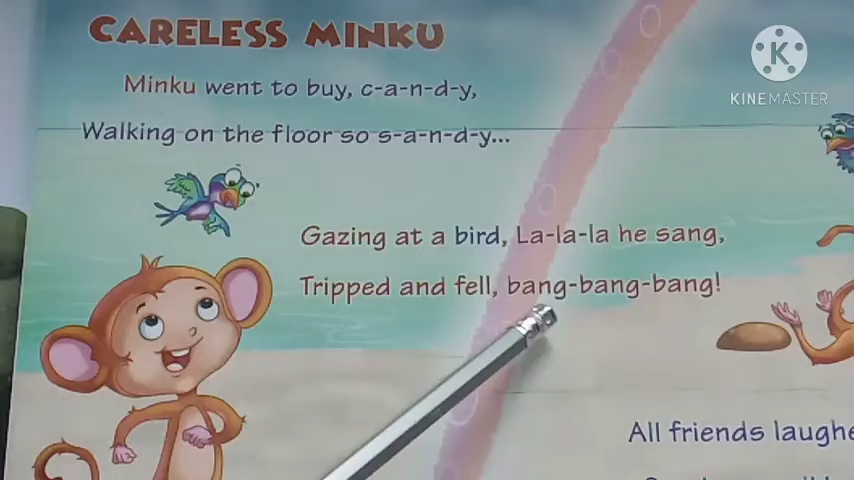 CARELESS MINKU
Minku went to buy, c-a-n-d-y,
Walking on the floor so s-a-n-d-y...
Gazing at a bird, La-la-la he sang,
Tripped and fell, bang-bang-bang!
All friends
K
KINEMASTER